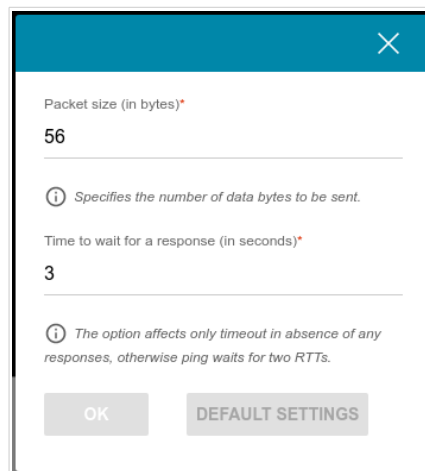 Packet size (in bytes)*
56
Specifies the number of data bytes to be sent.
Time to wait for a response (in seconds)*
3
The option affects only timeout in absence of any
responses, otherwise ping waits for two RTTs.
OK DEFAULT SETTINGS